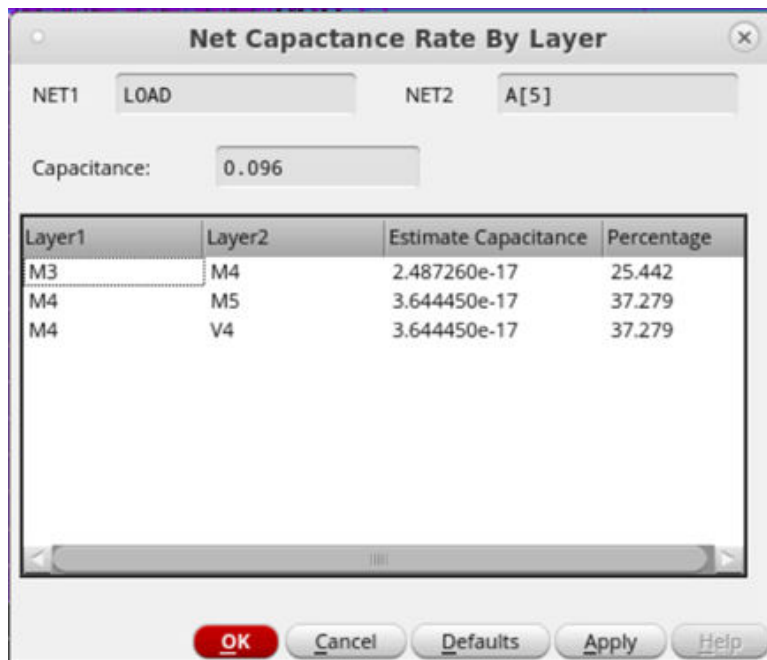 Net Capactance Rate By Layer
NET1 LOAD NET2 A[5]
Capacitance: 0.096
Layer1 Layer2 Estimate Capacitance Percentage
M3 M4 2.487260e-17 25.442
M4 M5 3.644450e-17 37.279
M4 V4 3.644450e-17 37.279
OK Cancel Defaults Apply Help